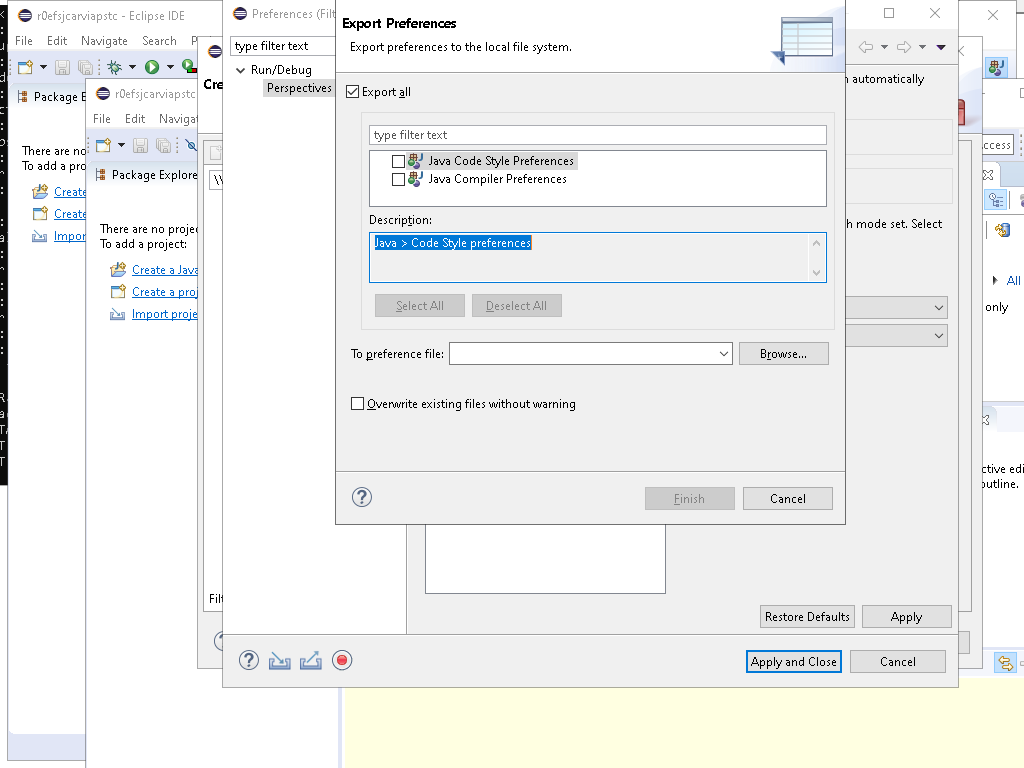 r0efsjcarviapstc - Eclipse IDE
File Edit Navigate Search
Package E
There are no
To add a pro
Create
Create
Impor
r0efsjcarviapstc
File Edit Naviga
Package Explore
There are no projec
To add a project:
Create a Java
Create a proj
Import proje
Cre
\\
Filt
Preferences (Filt
type filter text
Run/Debug
Perspectives
Export Preferences
Export preferences to the local file system.
Export all
type filter text
Java Code Style Preferences
Java Compiler Preferences
Description:
Java > Code Style preferences
Select All Deselect All
To preference file: Browse...
Overwrite existing files without warning
? Finish Cancel
n automatically
h mode set. Select
Restore Defaults Apply
? Apply and Close Cancel
ccess
All
only
ctive edi
outline.